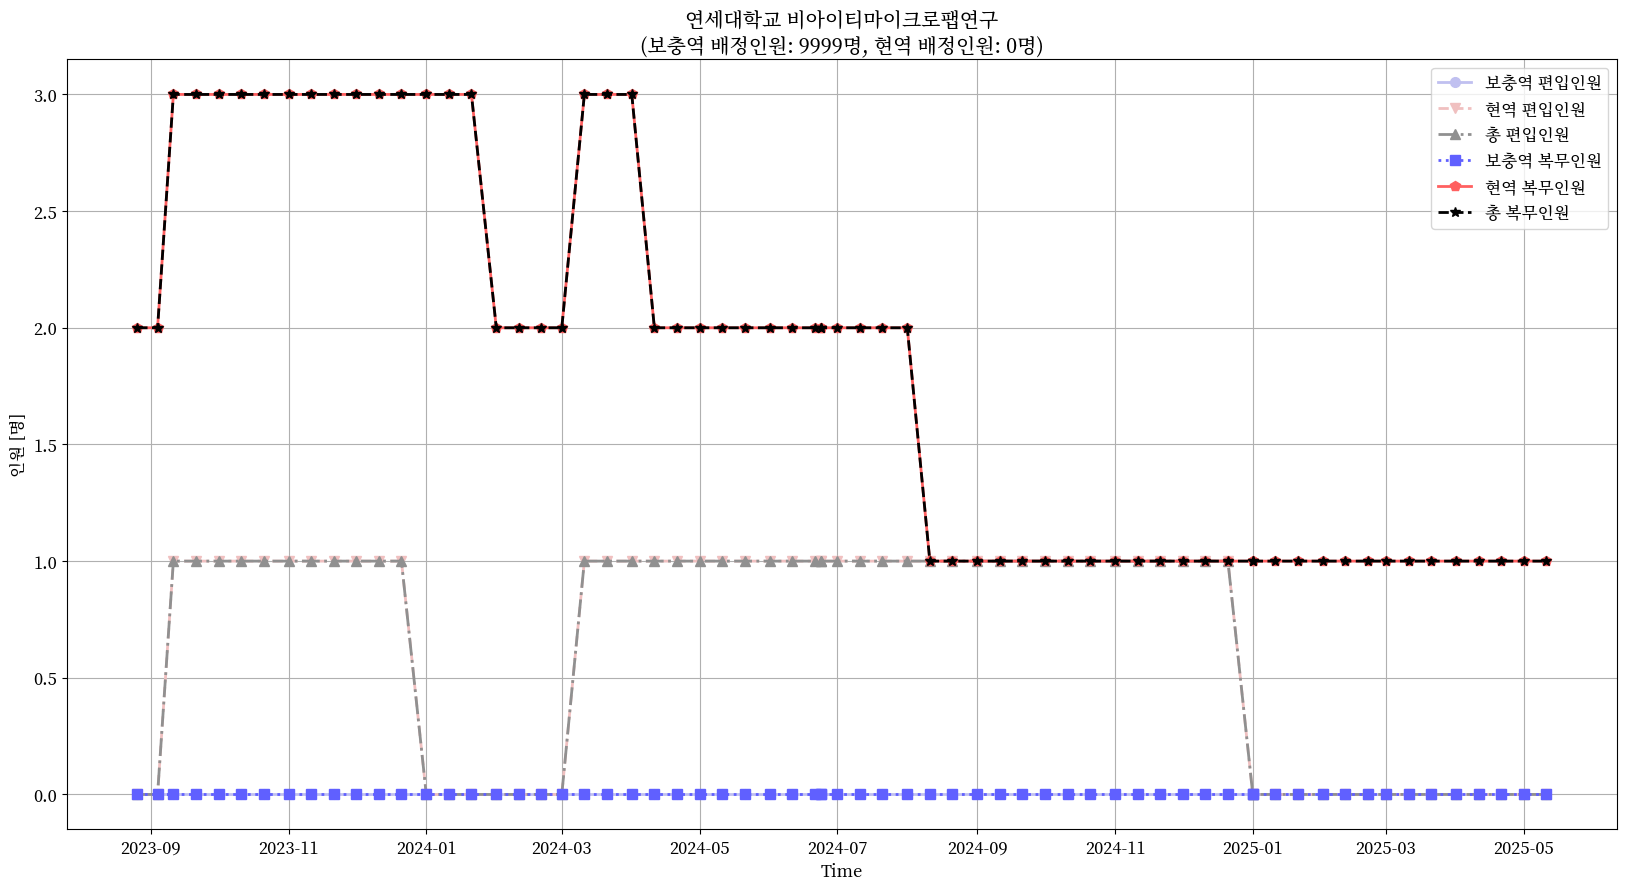 연세대학교 비아이티마이크로팹연구
(보충역 배정인원: 9999명, 현역 배정인원: 0명)
보충역 편입인원
현역 편입인원
총 편입인원
보충역 복무인원
현역 복무인원
총 복무인원
인원 [명]
3.0
2.5
2.0
1.5
1.0
0.5
0.0
2023-09
2023-11
2024-01
2024-03
2024-05
2024-07
2024-09
2024-11
2025-01
2025-03
2025-05
Time